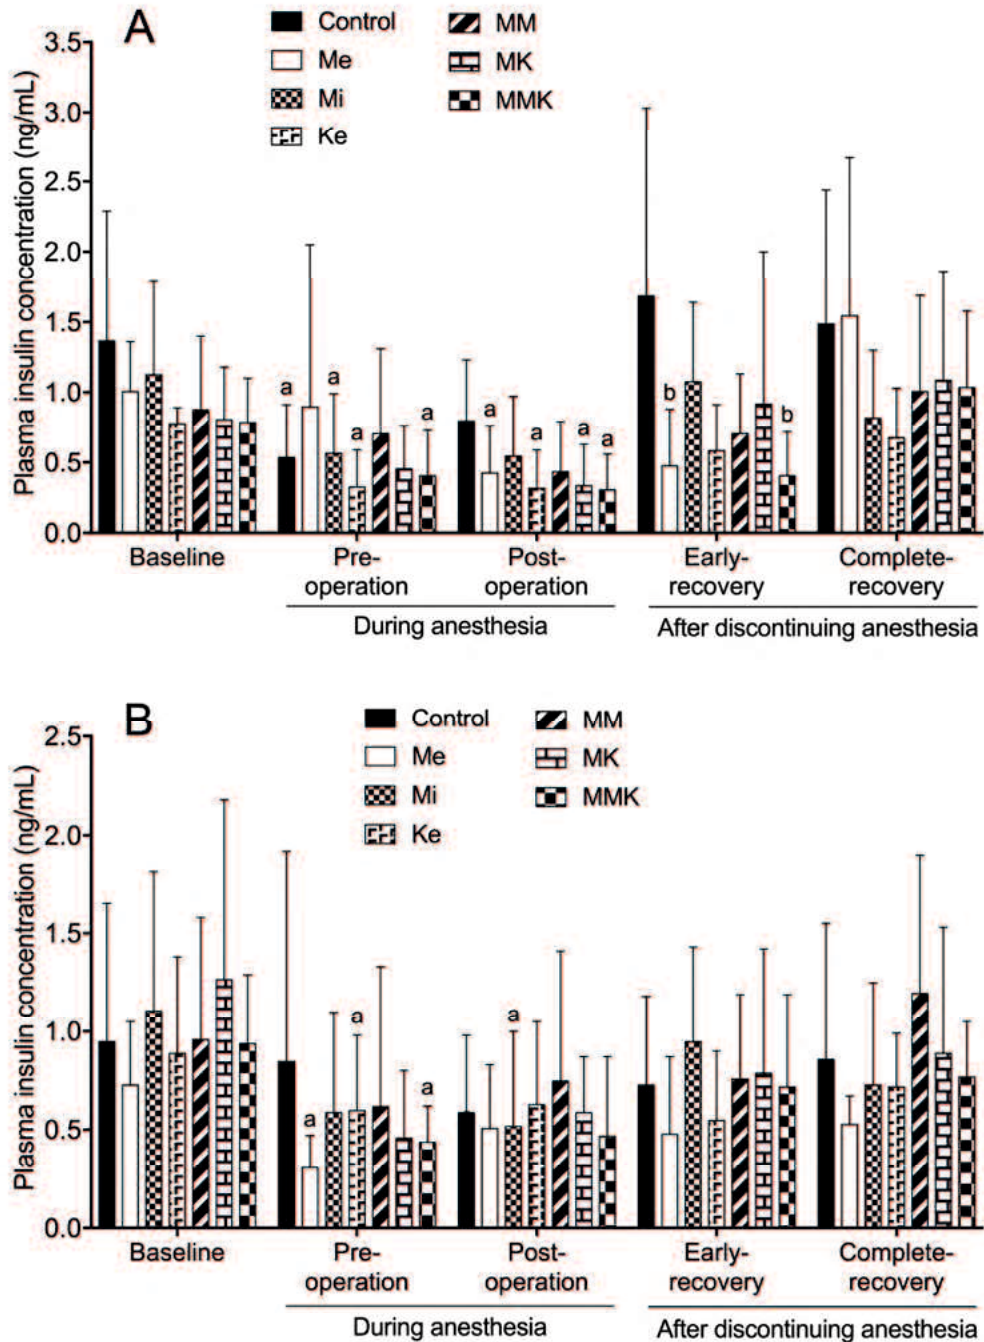 A
Control
Me
Mi
Ke
MM
MK
MMK
Plasma insulin concentration (ng/mL)
3.5
3.0
2.5
2.0
1.5
1.0
0.5
0.0
a
a
a
a
a
a
a
a
b
b
Baseline
Pre-
operation
Post-
operation
Early-
recovery
Complete-
recovery
During anesthesia
After discontinuing anesthesia
B
Control
Me
Mi
Ke
MM
MK
MMK
Plasma insulin concentration (ng/mL)
2.5
2.0
1.5
1.0
0.5
0.0
a
a
a
a
Baseline
Pre-
operation
Post-
operation
Early-
recovery
Complete-
recovery
During anesthesia
After discontinuing anesthesia